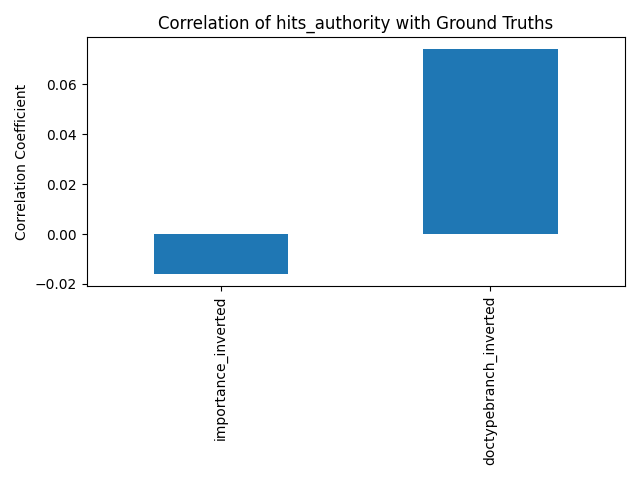 Correlation of hits_authority with Ground Truths
Correlation Coefficient
0.06
0.04
0.02
0.00
−0.02
importance_inverted
doctypebranch_inverted